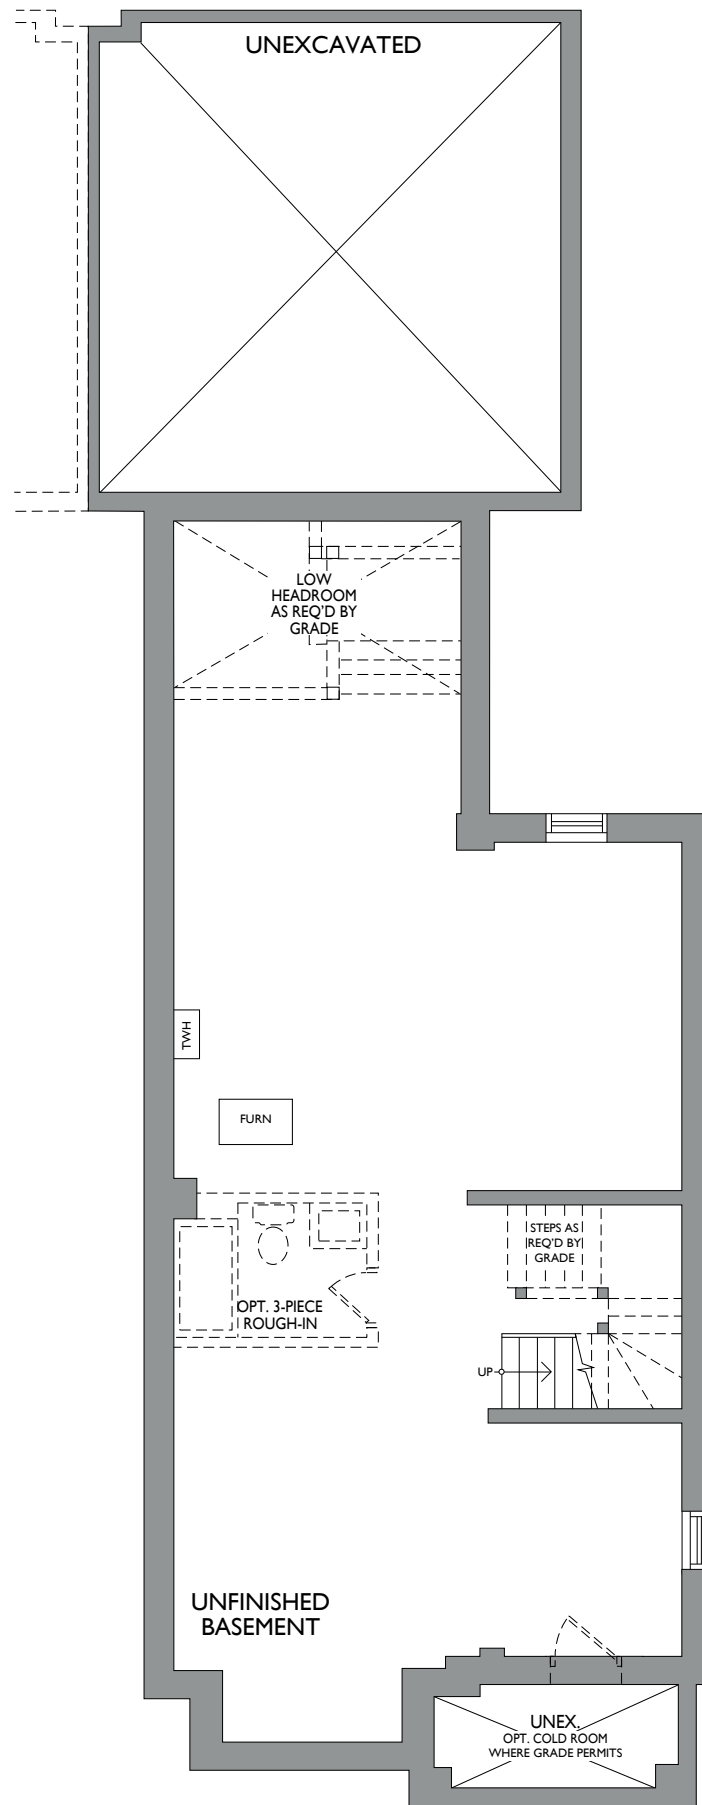 UNEXCAVATED
LOW
HEADROOM
AS REQ'D BY
GRADE
TWH
FURN
STEPS AS
REQ'D BY
GRADE
OPT. 3-PIECE
ROUGH-IN
UP
UNFINISHED
BASEMENT
UNEX.
OPT. COLD ROOM
WHERE GRADE PERMITS